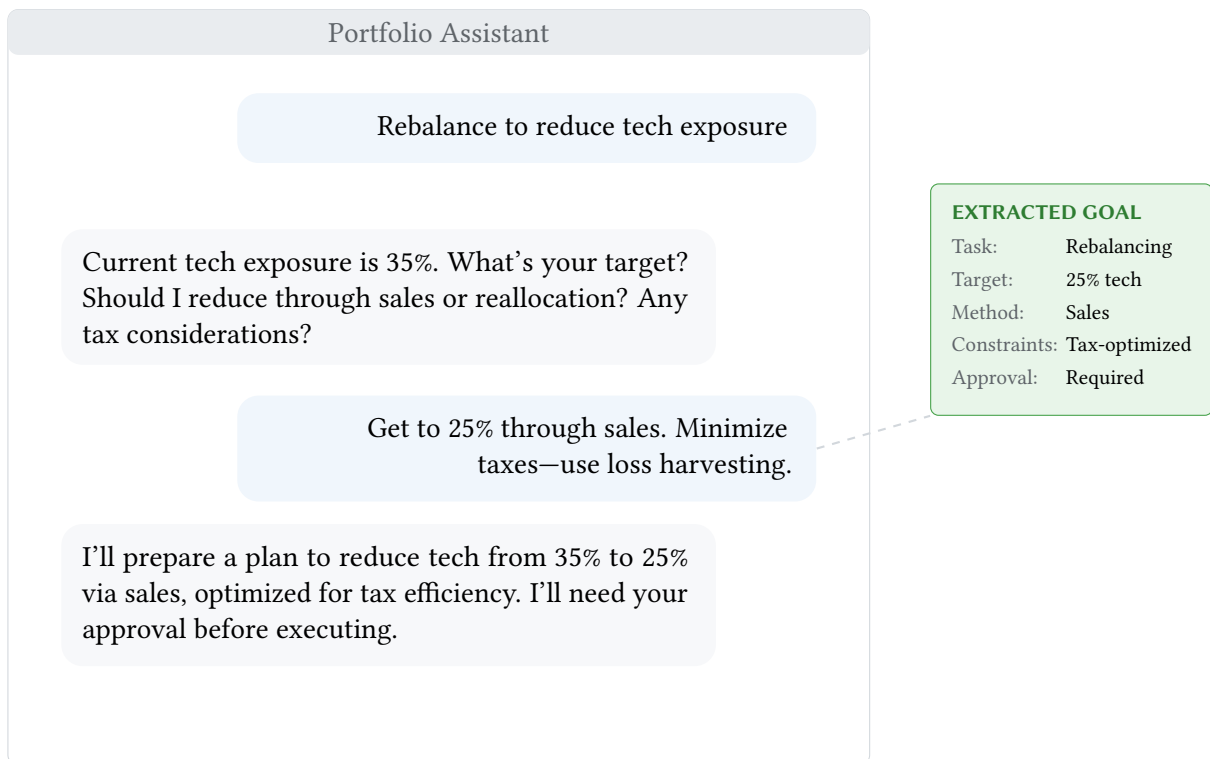 Portfolio Assistant
Rebalance to reduce tech exposure
Current tech exposure is 35%. What's your target?
Should I reduce through sales or reallocation? Any
tax considerations?
Get to 25% through sales. Minimize
taxes—use loss harvesting.
I'll prepare a plan to reduce tech from 35% to 25%
via sales, optimized for tax efficiency. I'll need your
approval before executing.
EXTRACTED GOAL
Task: Rebalancing
Target: 25% tech
Method: Sales
Constraints: Tax-optimized
Approval: Required